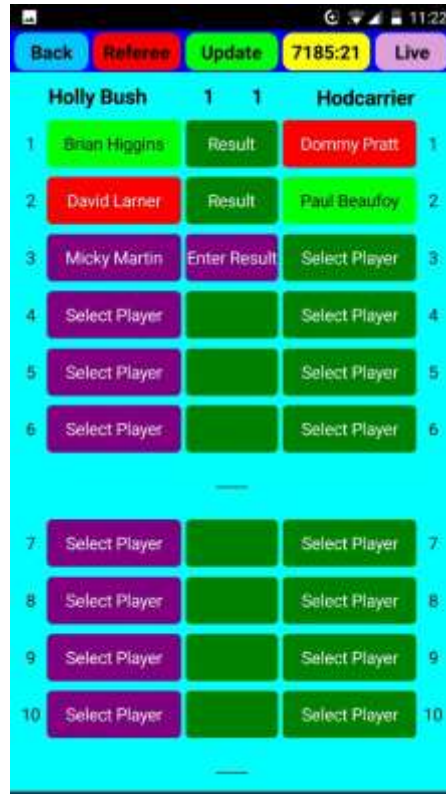 11:22
Back Referee Update 7185:21 Live
Holly Bush 1 1 Hodcarrier
1 Brian Higgins Result Dommy Pratt 1
2 David Larner Result Paul Beaufoy 2
3 Micky Martin Enter Result Select Player 3
4 Select Player Select Player 4
5 Select Player Select Player 5
6 Select Player Select Player 6
7 Select Player Select Player 7
8 Select Player Select Player 8
9 Select Player Select Player 9
10 Select Player Select Player 10